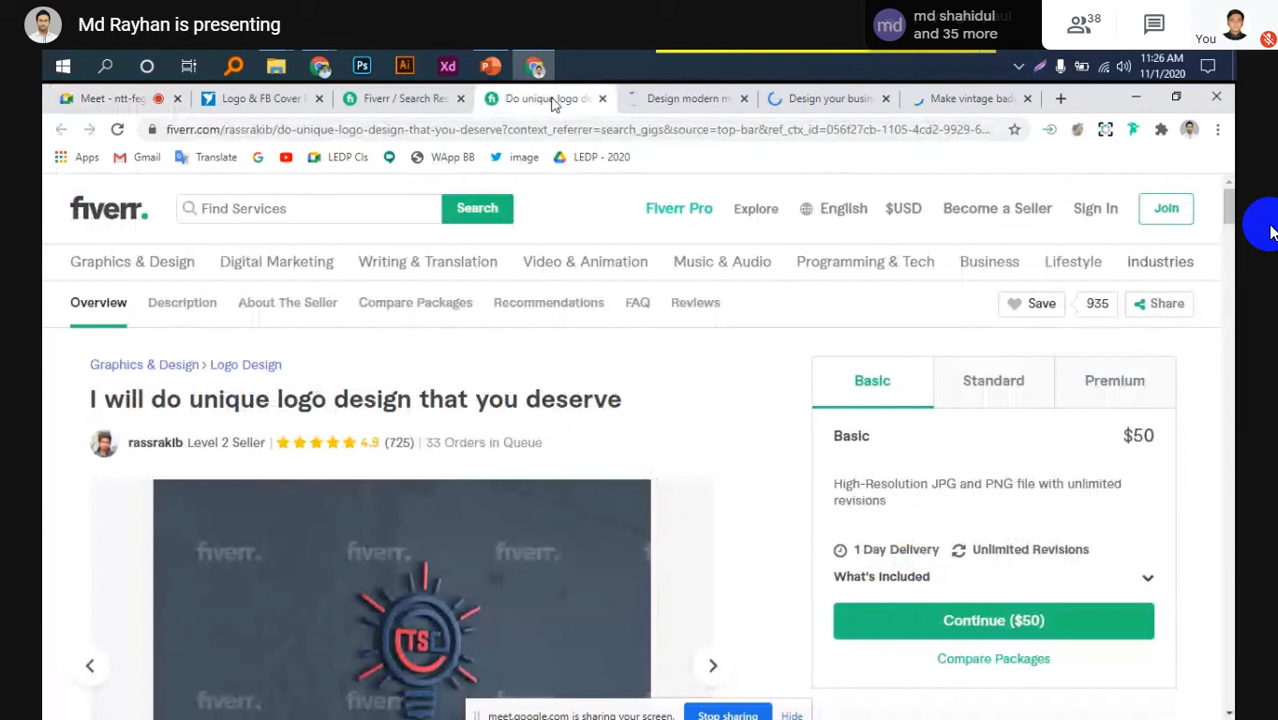 Md Rayhan is presenting
md shahidul
and 35 more
38
You
11:26 AM
11/1/2020
Ps
Ai
Xd
Meet - ntt-feg
Logo & FB Cover
Fiverr / Search Res
Do unique logo de
Design modern m
Design your busin
Make vintage bad
fiverr.com/rassrakib/do-unique-logo-design-that-you-deserve?context_referrer=search_gigs&source=top-bar&ref_ctx_id=056f27cb-1105-4cd2-9929-6...
Apps
Gmail
Translate
LEDP Cls
WApp BB
image
LEDP - 2020
fiverr.
Find Services
Search
Fiverr Pro
Explore
English
$USD
Become a Seller
Sign In
Join
Graphics & Design
Digital Marketing
Writing & Translation
Video & Animation
Music & Audio
Programming & Tech
Business
Lifestyle
Industries
Overview
Description
About The Seller
Compare Packages
Recommendations
FAQ
Reviews
Save
935
Share
Graphics & Design › Logo Design
I will do unique logo design that you deserve
rassrakib Level 2 Seller | 4.9 (725) | 33 Orders in Queue
Basic
Standard
Premium
Basic
$50
High-Resolution JPG and PNG file with unlimited
revisions
1 Day Delivery
Unlimited Revisions
What's Included
Continue ($50)
Compare Packages
fiverr.
fiverr.
fiverr.
fiverr.
fiverr.
meet.google.com is sharing your screen.
Stop sharing
Hide